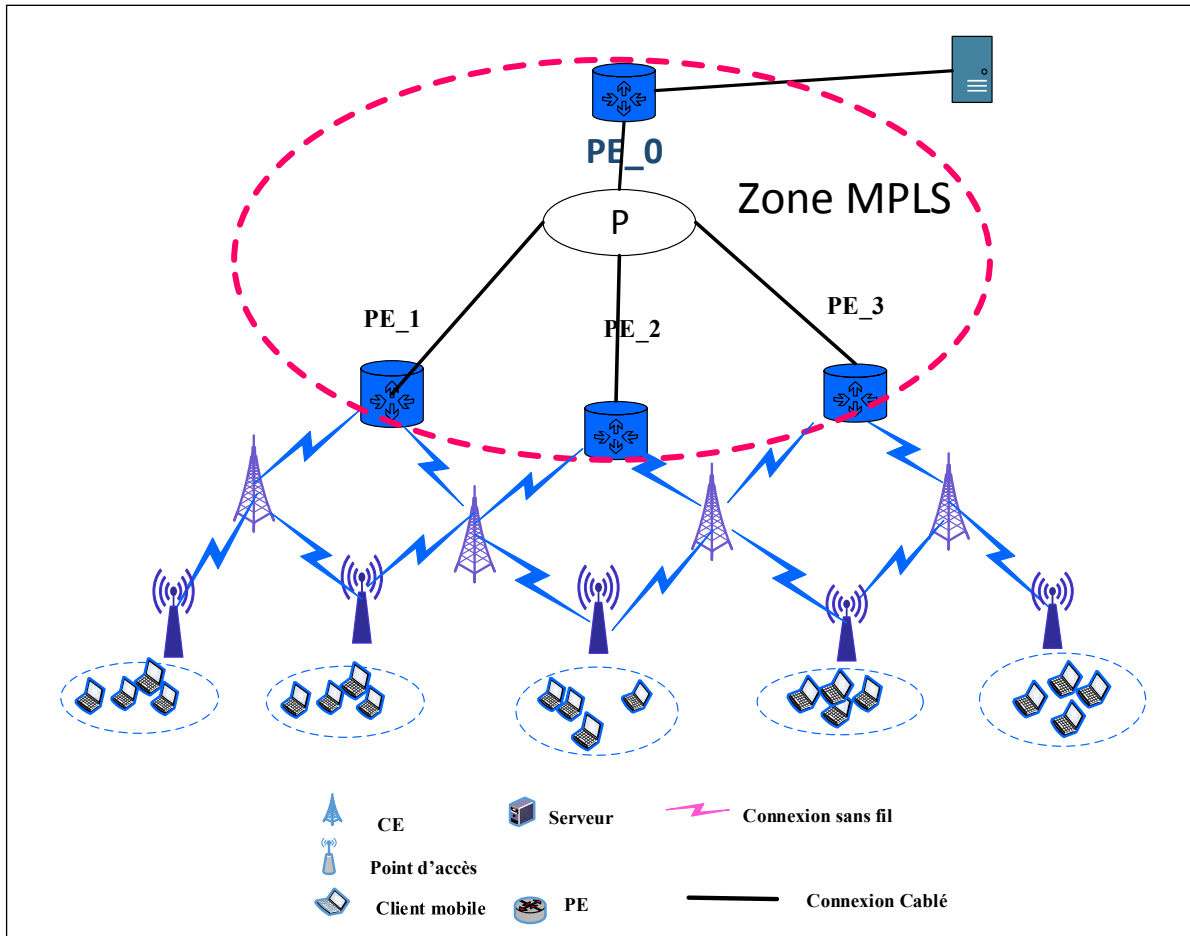 PE_0
Zone MPLS
P
PE_1
PE_2
PE_3
CE
Serveur
Connexion sans fil
Point d'accès
Client mobile
PE
Connexion Cablé